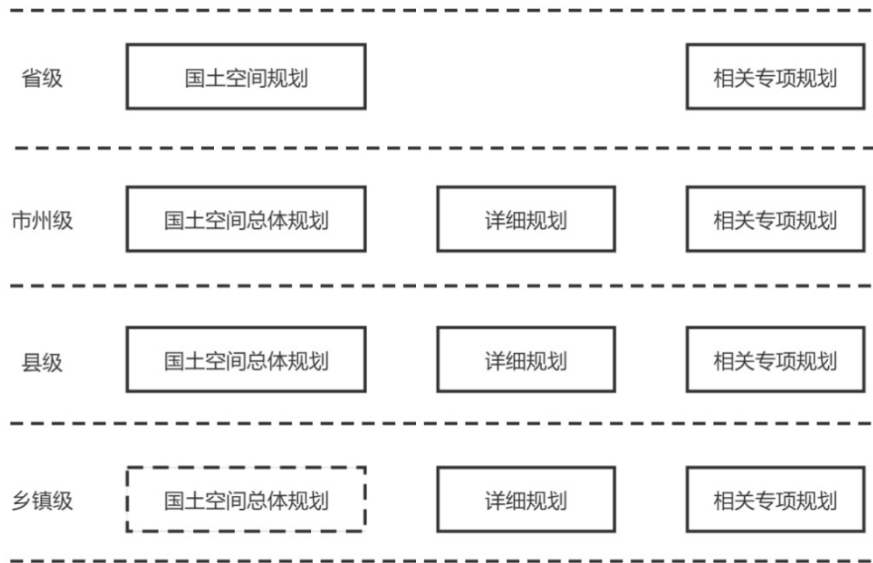 省级 国土空间规划 相关专项规划
市州级 国土空间总体规划 详细规划 相关专项规划
县级 国土空间总体规划 详细规划 相关专项规划
乡镇级 国土空间总体规划 详细规划 相关专项规划